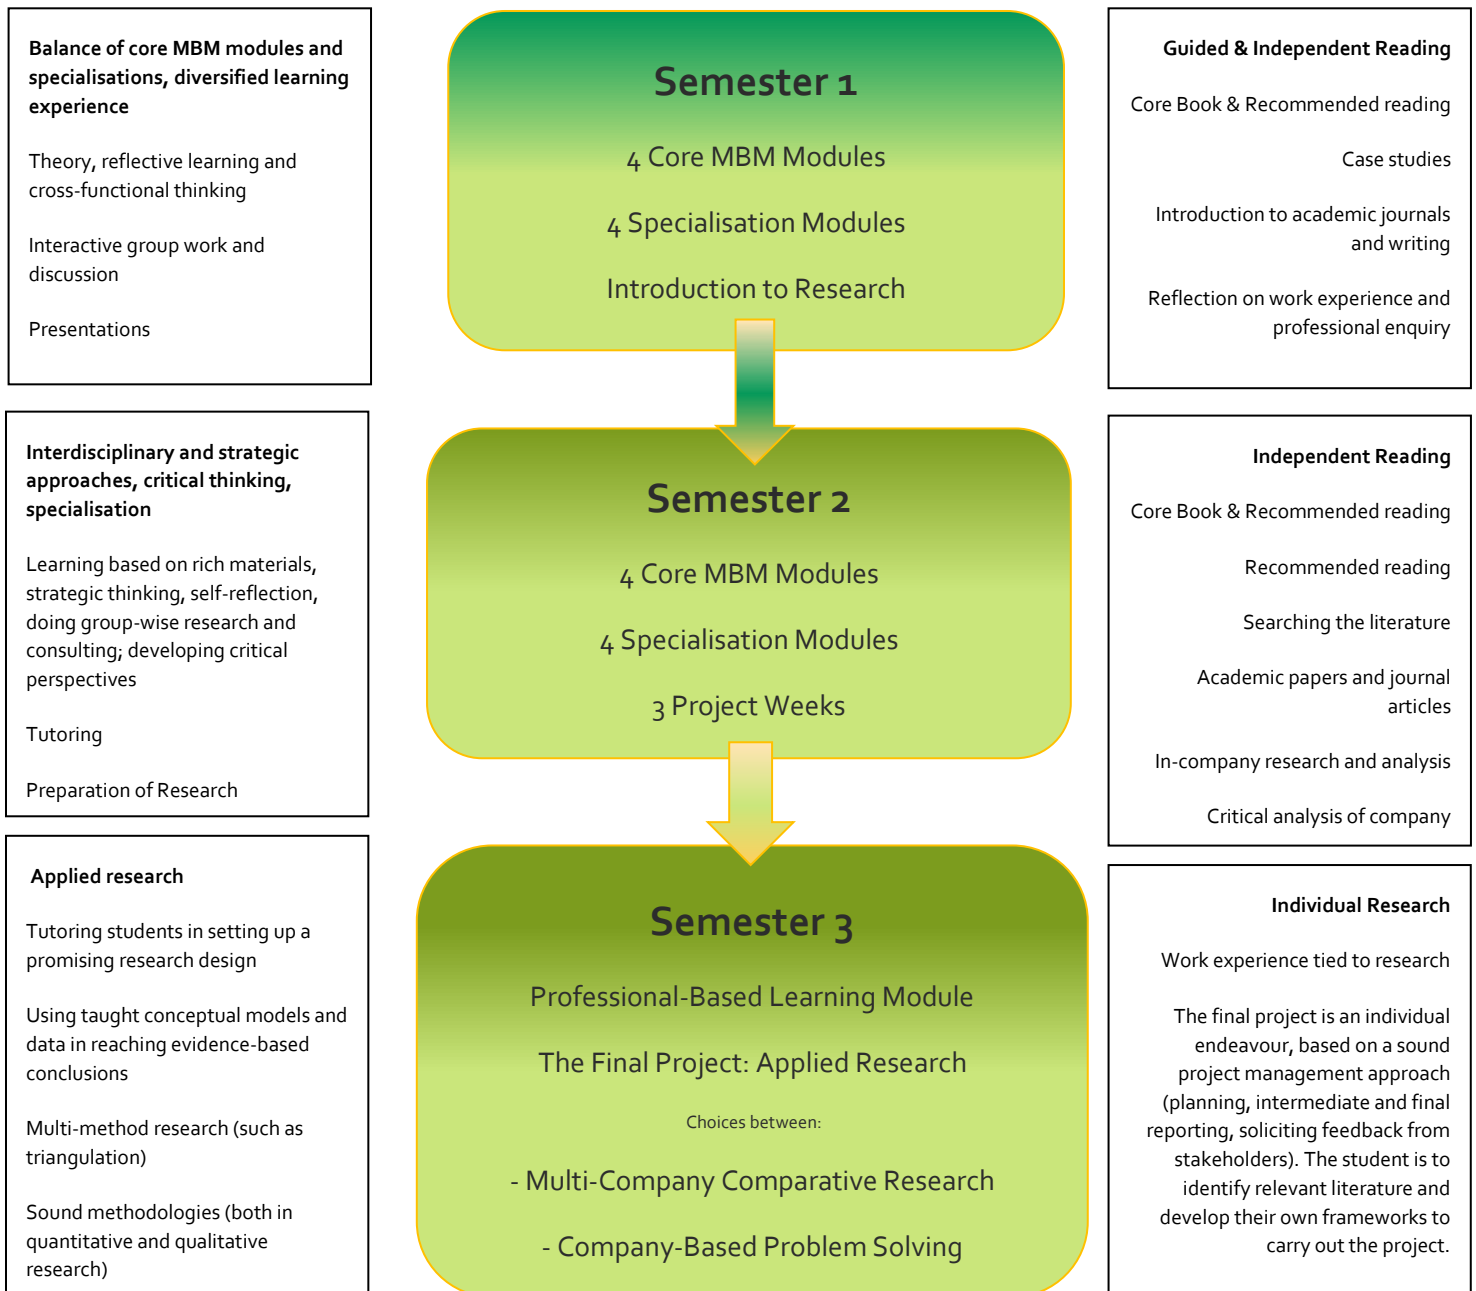 Balance of core MBM modules and
specialisations, diversified learning
experience
Theory, reflective learning and
cross-functional thinking
Interactive group work and
discussion
Presentations
Semester 1
4 Core MBM Modules
4 Specialisation Modules
Introduction to Research
Guided & Independent Reading
Core Book & Recommended reading
Case studies
Introduction to academic journals
and writing
Reflection on work experience and
professional enquiry
Interdisciplinary and strategic
approaches, critical thinking,
specialisation
Learning based on rich materials,
strategic thinking, self-reflection,
doing group-wise research and
consulting; developing critical
perspectives
Tutoring
Preparation of Research
Semester 2
4 Core MBM Modules
4 Specialisation Modules
3 Project Weeks
Independent Reading
Core Book & Recommended reading
Recommended reading
Searching the literature
Academic papers and journal
articles
In-company research and analysis
Critical analysis of company
Applied research
Tutoring students in setting up a
promising research design
Using taught conceptual models and
data in reaching evidence-based
conclusions
Multi-method research (such as
triangulation)
Sound methodologies (both in
quantitative and qualitative
research)
Semester 3
Professional-Based Learning Module
The Final Project: Applied Research
Choices between:
- Multi-Company Comparative Research
- Company-Based Problem Solving
Individual Research
Work experience tied to research
The final project is an individual
endeavour, based on a sound
project management approach
(planning, intermediate and final
reporting, soliciting feedback from
stakeholders). The student is to
identify relevant literature and
develop their own frameworks to
carry out the project.